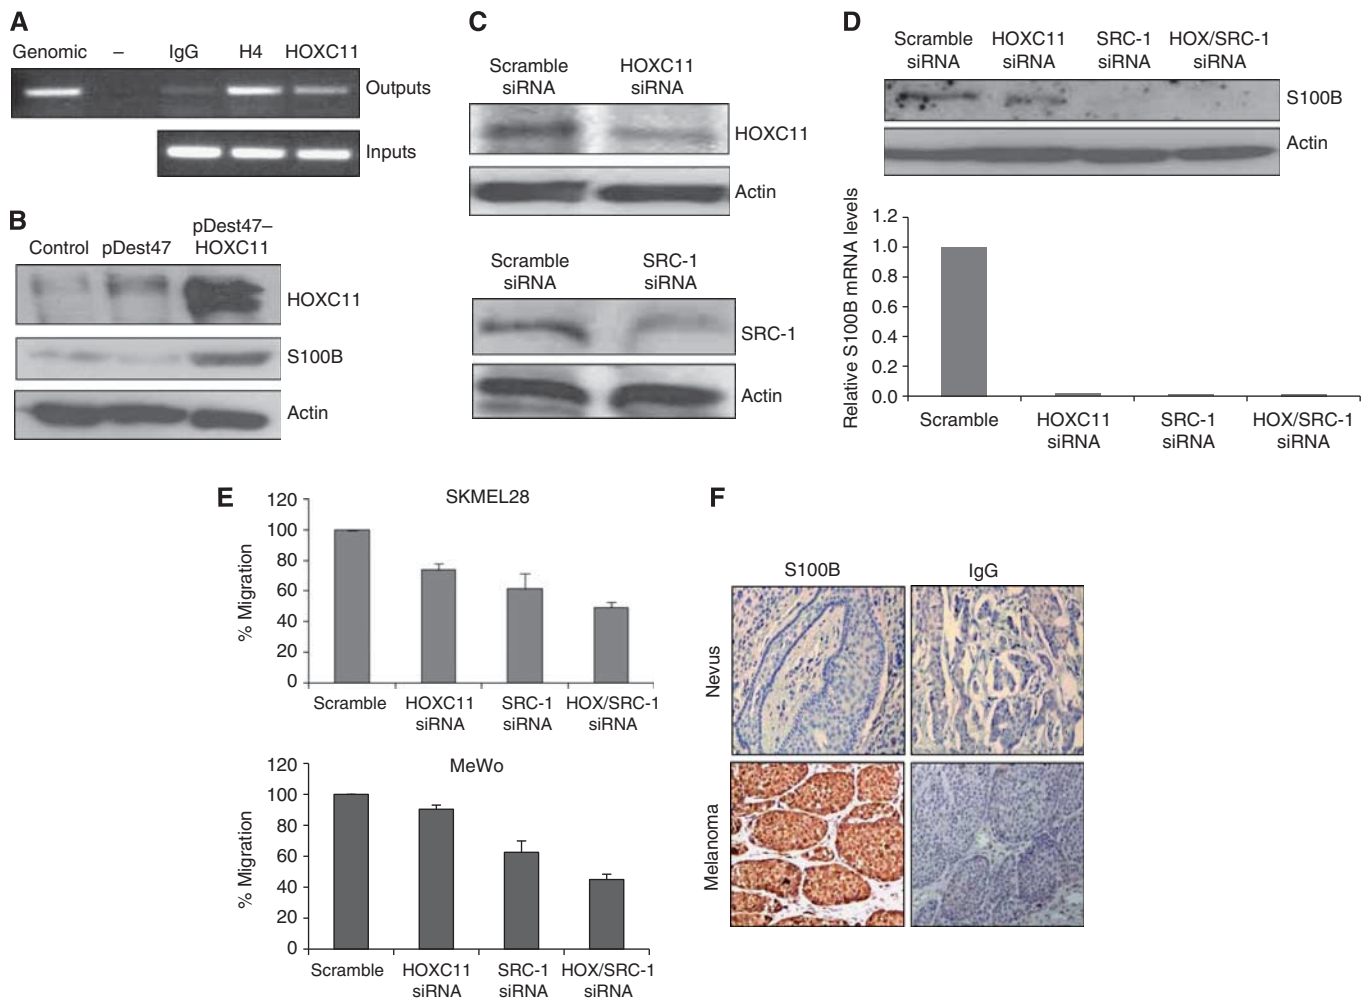 A
Genomic – IgG H4 HOXC11
Outputs
Inputs
B
Control pDest47 pDest47–
HOXC11
HOXC11
S100B
Actin
C
Scramble
siRNA
HOXC11
siRNA
HOXC11
Actin
Scramble
siRNA
SRC-1
siRNA
SRC-1
Actin
D
Scramble
siRNA
HOXC11
siRNA
SRC-1
siRNA
HOX/SRC-1
siRNA
S100B
Actin
Relative S100B mRNA levels
1.2
1.0
0.8
0.6
0.4
0.2
0.0
Scramble
HOXC11
siRNA
SRC-1
siRNA
HOX/SRC-1
siRNA
E
SKMEL28
% Migration
120
100
80
60
40
20
0
Scramble
HOXC11
siRNA
SRC-1
siRNA
HOX/SRC-1
siRNA
MeWo
% Migration
120
100
80
60
40
20
0
Scramble
HOXC11
siRNA
SRC-1
siRNA
HOX/SRC-1
siRNA
F
S100B IgG
Nevus
Melanoma